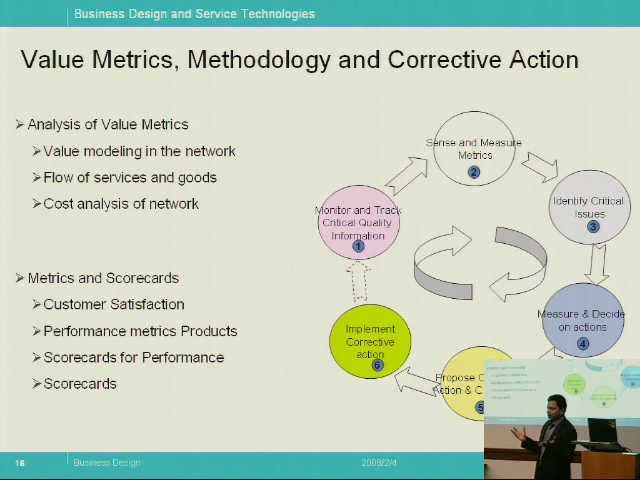 Business Design and Service Technologies
Value Metrics, Methodology and Corrective Action
Analysis of Value Metrics
Value modeling in the network
Flow of services and goods
Cost analysis of network
Metrics and Scorecards
Customer Satisfaction
Performance metrics Products
Scorecards for Performance
Scorecards
Monitor and Track
Critical Quality
Information
1
Sense and Measure
Metrics
2
Identify Critical
Issues
3
Measure & Decide
on actions
4
Propose
Action &
5
Implement
Corrective
action
6
16
Business Design
2009/2/4